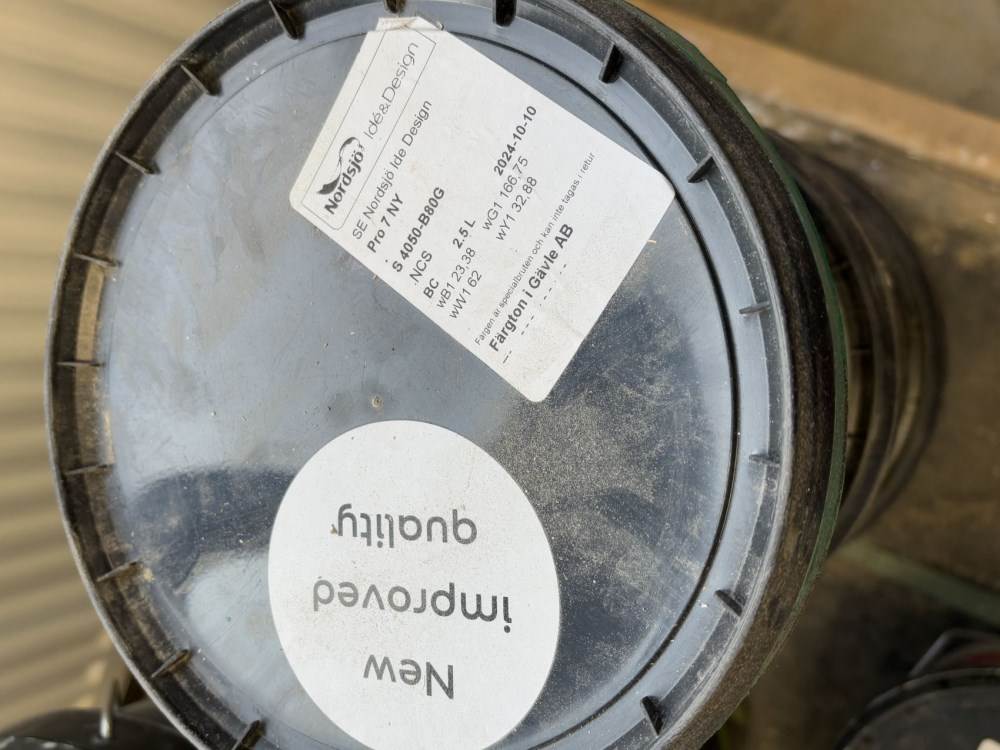 Nordsjö Idé&Design
SE Nordsjö Ide Design
Pro 7 NY
S 4050-B80G
NCS
BC 2.5 L 2024-10-10
WB1 23,38 WG1 166,75
WW1 62 WY1 32,88
Färgen är specialbruten och kan inte tagas i retur
Färgton i Gävle AB
New
improved
quality